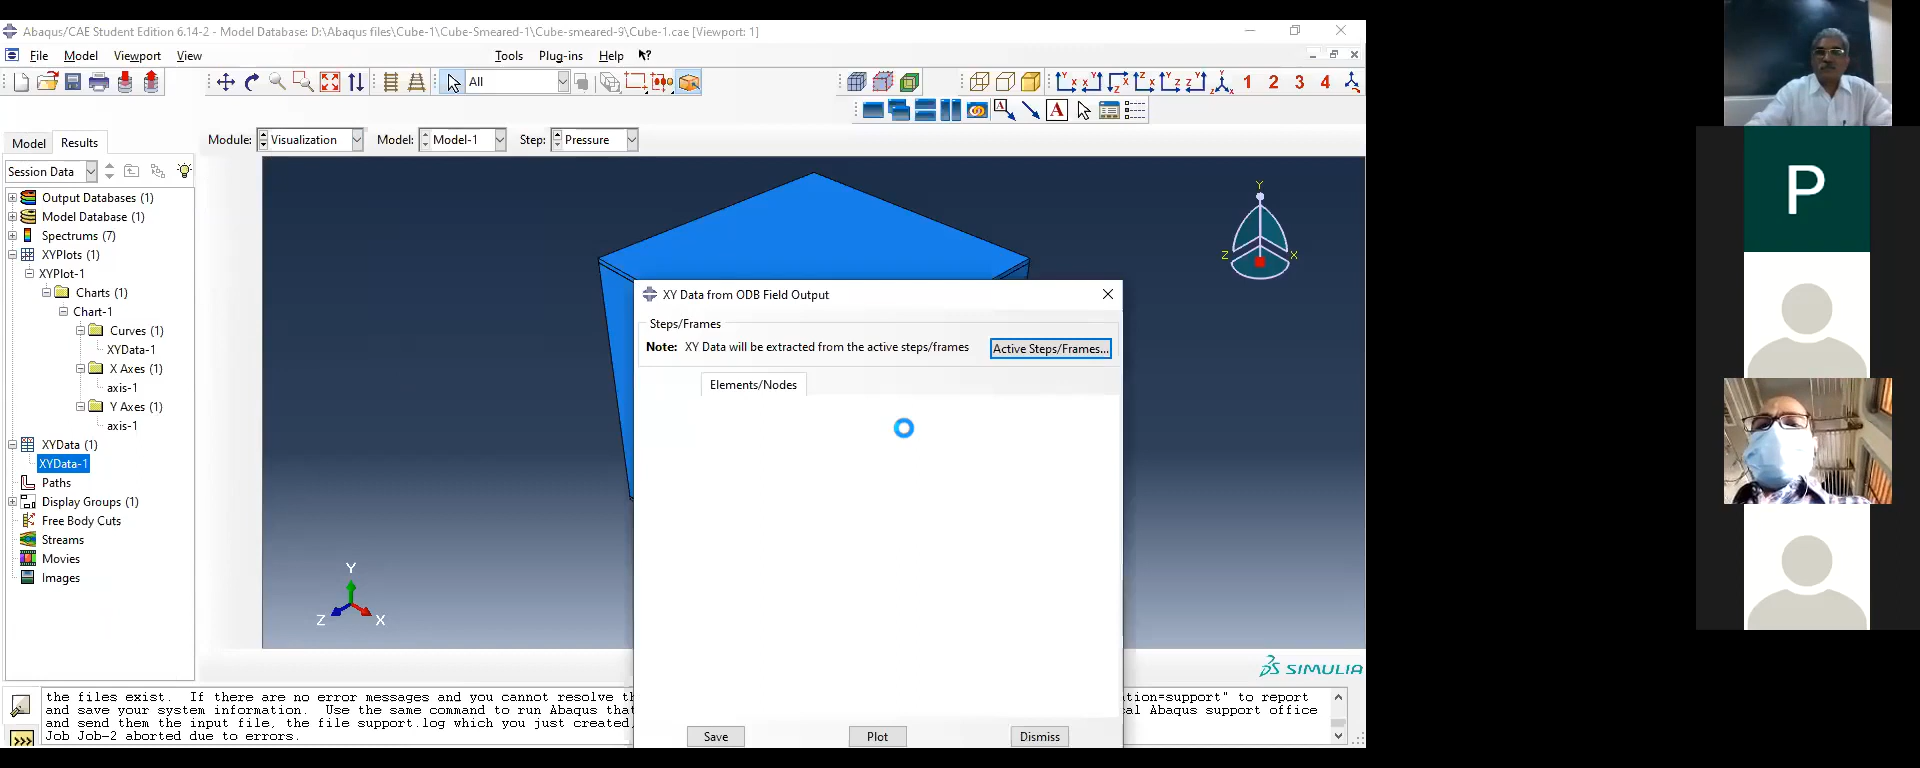 Abaqus/CAE Student Edition 6.14-2 - Model Database: D:\Abaqus files\Cube-1\Cube-Smeared-1\Cube-smeared-9\Cube-1.cae [Viewport: 1]
File Model Viewport View Tools Plug-ins Help
All
1 2 3 4
A
Model Results
Module: Visualization Model: Model-1 Step: Pressure
Session Data
Output Databases (1)
Model Database (1)
Spectrums (7)
XYPlots (1)
XYPlot-1
Charts (1)
Chart-1
Curves (1)
XYData-1
X Axes (1)
axis-1
Y Axes (1)
axis-1
XYData (1)
XYData-1
Paths
Display Groups (1)
Free Body Cuts
Streams
Movies
Images
Y
Z X
Y
Z X
XY Data from ODB Field Output
Steps/Frames
Note: XY Data will be extracted from the active steps/frames
Active Steps/Frames...
Elements/Nodes
Save Plot Dismiss
SIMULIA
the files exist. If there are no error messages and you cannot resolve
and save your system information. Use the same command to run Abaqus
and send them the input file, the file support.log which you just created,
Job Job-2 aborted due to errors.
to report
Abaqus support office
P